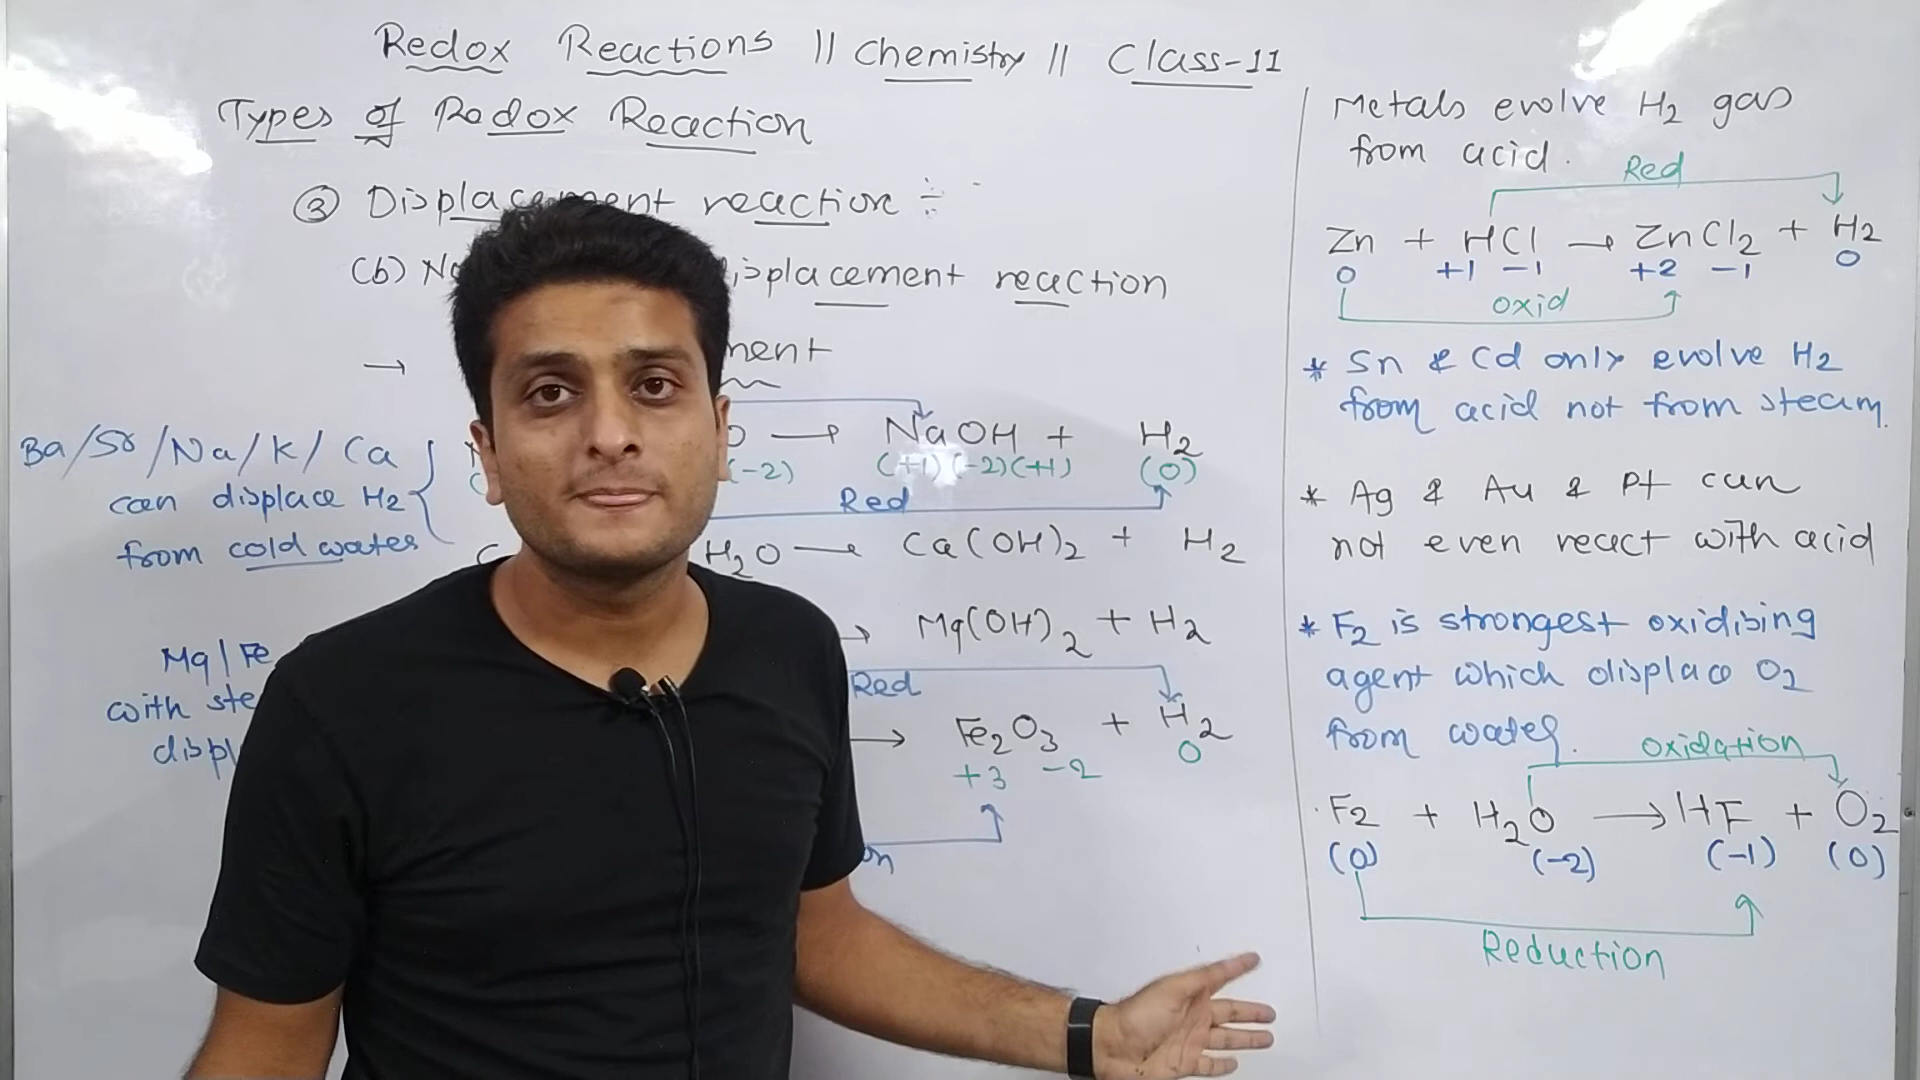 Redox Reactions || Chemistry || Class-11
Types of Redox Reaction
③ Displacement reaction ÷
(b) displacement reaction
→
Ba/Sr/Na/K/Ca
can displace H2
from cold water
→ NaOH + H2
(-2) (+1)(-2)(+1) (0)
Red
H2O → Ca(OH)2 + H2
Mg/Fe
with
→ Mg(OH)2 + H2
Red
→ Fe2O3 + H2
+3 -2 0
Metals evolve H2 gas
from acid.
Red
Zn + HCl → ZnCl2 + H2
0 +1 -1 +2 -1 0
oxid
* Sn & Cd only evolve H2
from acid not from steam.
* Ag & Au & Pt can
not even react with acid
* F2 is strongest oxidising
agent which displace O2
from water.
oxidation
F2 + H2O → HF + O2
(0) (-2) (-1) (0)
Reduction